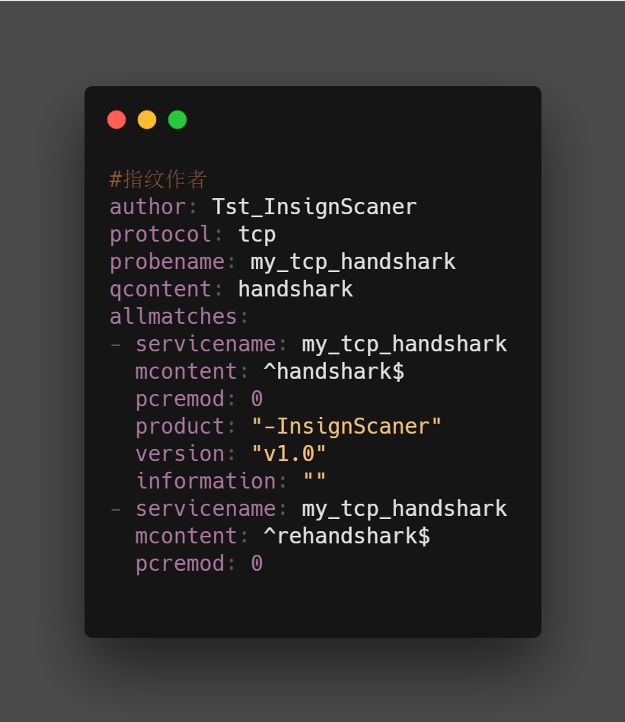 #指纹作者
author: Tst_InsignScaner
protocol: tcp
probename: my_tcp_handshark
qcontent: handshark
allmatches:
- servicename: my_tcp_handshark
  mcontent: ^handshark$
  pcremod: 0
  product: "-InsignScaner"
  version: "v1.0"
  information: ""
- servicename: my_tcp_handshark
  mcontent: ^rehandshark$
  pcremod: 0